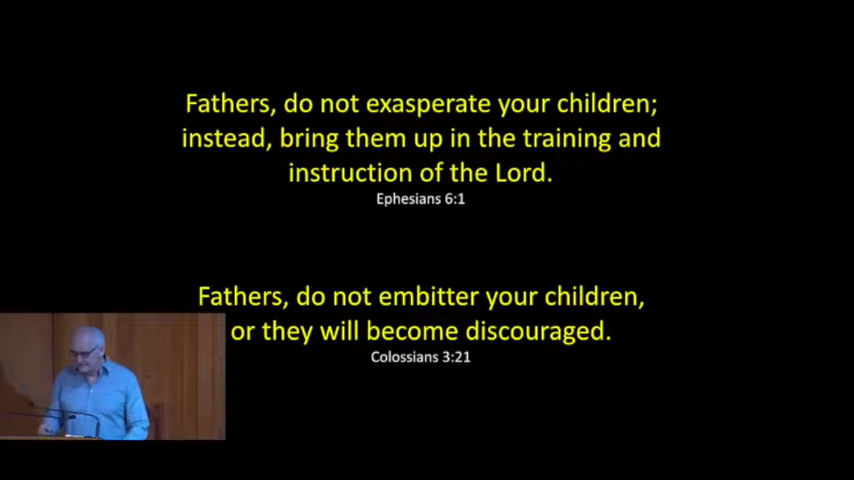 Fathers, do not exasperate your children;
instead, bring them up in the training and
instruction of the Lord.
Ephesians 6:1
Fathers, do not embitter your children,
or they will become discouraged.
Colossians 3:21